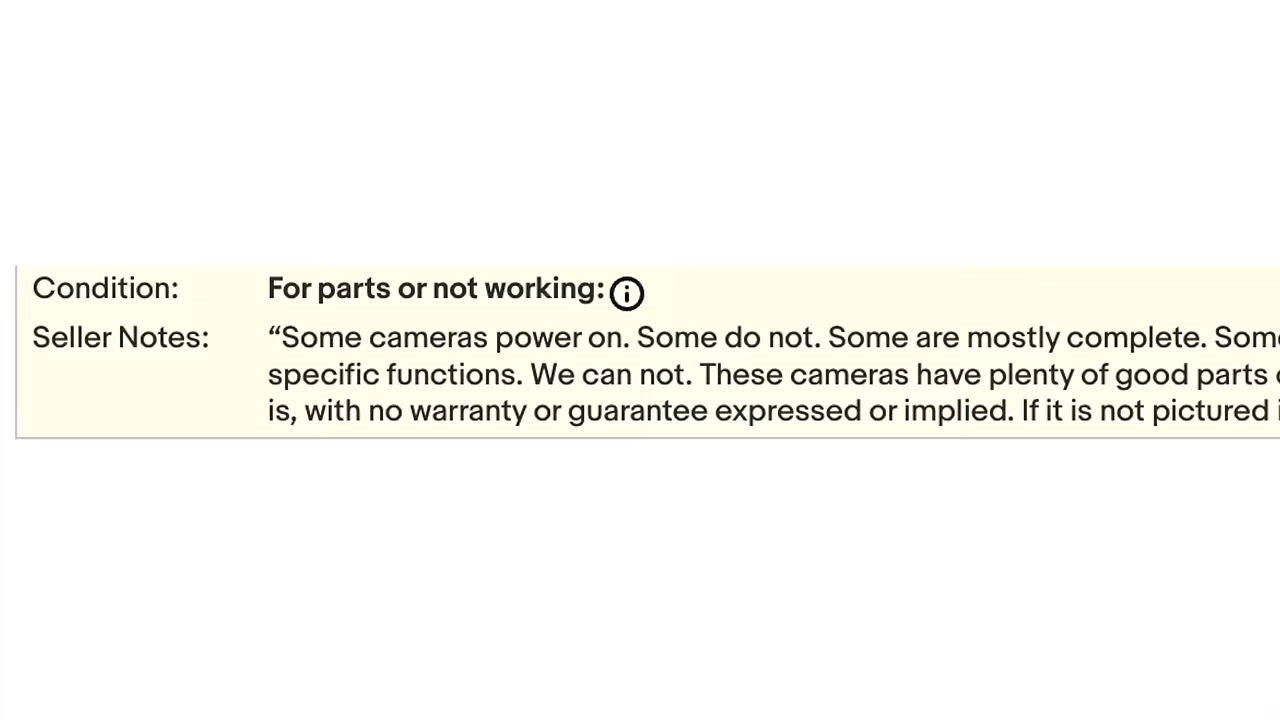 Condition: For parts or not working:
Seller Notes: “Some cameras power on. Some do not. Some are mostly complete.
specific functions. We can not. These cameras have plenty of good parts
is, with no warranty or guarantee expressed or implied. If it is not pictured